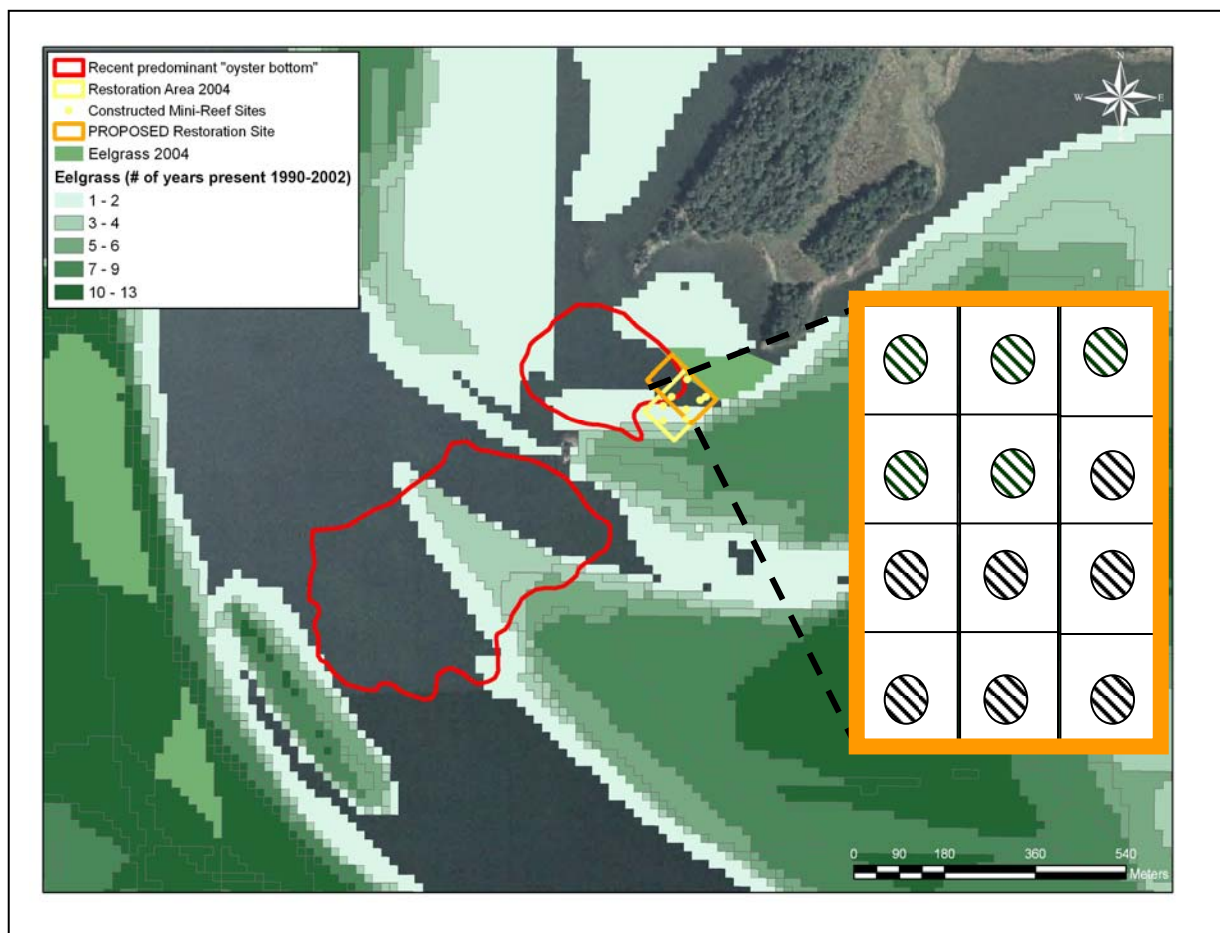 Recent predominant "oyster bottom"
Restoration Area 2004
Constructed Mini-Reef Sites
PROPOSED Restoration Site
Eelgrass 2004
Eelgrass (# of years present 1990-2002)
1 - 2
3 - 4
5 - 6
7 - 9
10 - 13
N
W E
0 90 180 360 540
Meters